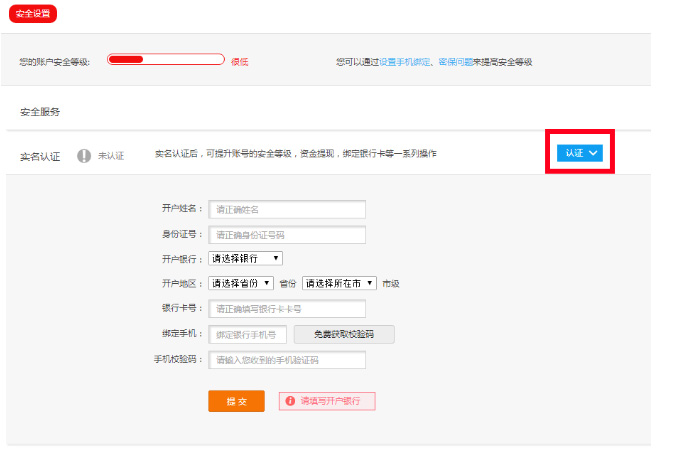 安全设置
您的账户安全等级: 很低 您可以通过设置手机绑定、密保问题来提高安全等级
安全服务
实名认证 未认证 实名认证后，可提升账号的安全等级，资金提现，绑定银行卡等一系列操作 认证
开户姓名： 请正确姓名
身份证号： 请正确身份证号码
开户银行： 请选择银行
开户地区： 请选择省份 省份 请选择所在市 市级
银行卡号： 请正确填写银行卡卡号
绑定手机： 绑定银行手机号 免费获取校验码
手机校验码： 请输入您收到的手机验证码
提 交 请填写开户银行